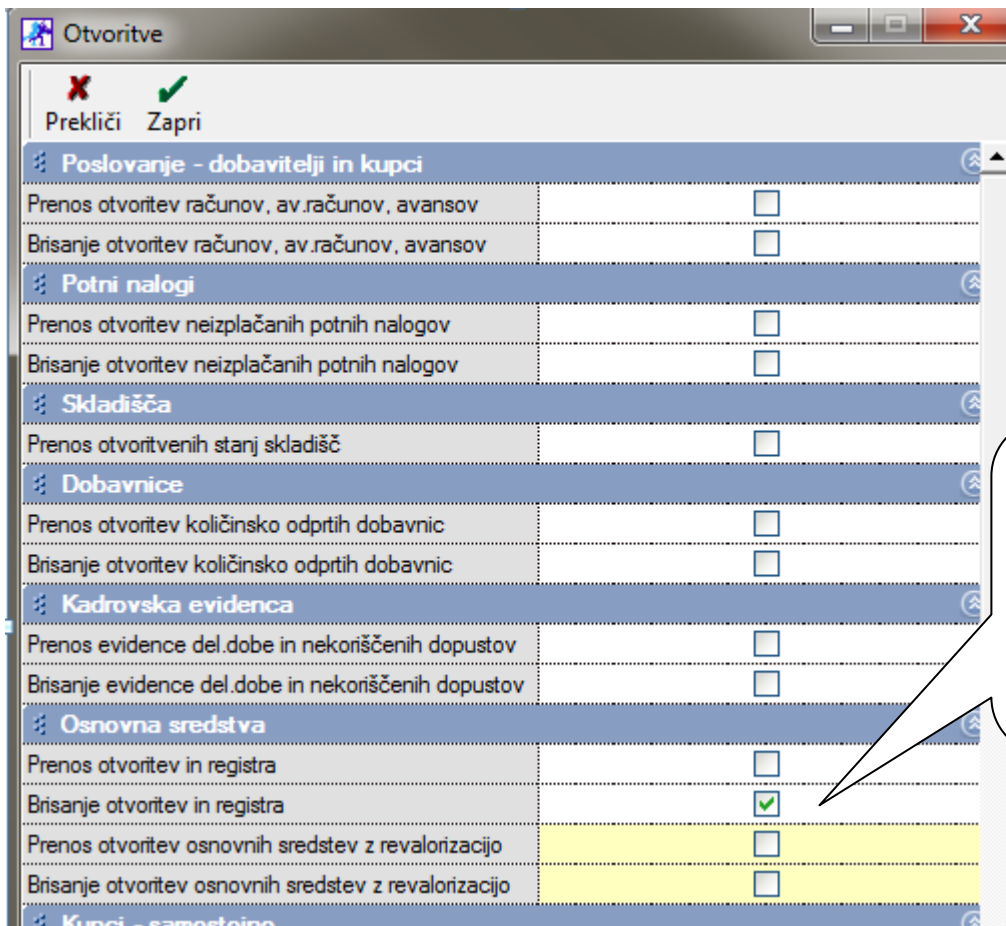 Otvoritve
Prekliči Zapri
Poslovanje - dobavitelji in kupci
Prenos otvoritev računov, av.računov, avansov
Brisanje otvoritev računov, av.računov, avansov
Potni nalogi
Prenos otvoritev neizplačanih potnih nalogov
Brisanje otvoritev neizplačanih potnih nalogov
Skladišča
Prenos otvoritvenih stanj skladišč
Dobavnice
Prenos otvoritev količinsko odprtih dobavnic
Brisanje otvoritev količinsko odprtih dobavnic
Kadrovska evidenca
Prenos evidence del.dobe in nekoriščenih dopustov
Brisanje evidence del.dobe in nekoriščenih dopustov
Osnovna sredstva
Prenos otvoritev in registra
Brisanje otvoritev in registra
Prenos otvoritev osnovnih sredstev z revalorizacijo
Brisanje otvoritev osnovnih sredstev z revalorizacijo
Kupci - samostojno